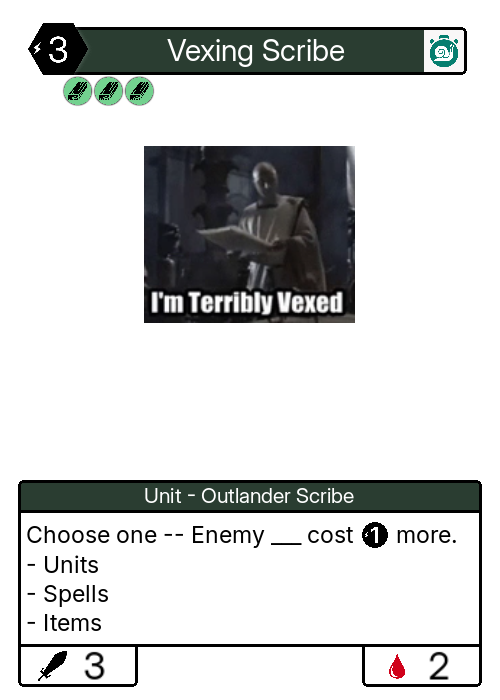 3 Vexing Scribe
I'm Terribly Vexed
Unit - Outlander Scribe
Choose one -- Enemy ___ cost 1 more.
- Units
- Spells
- Items
3 2